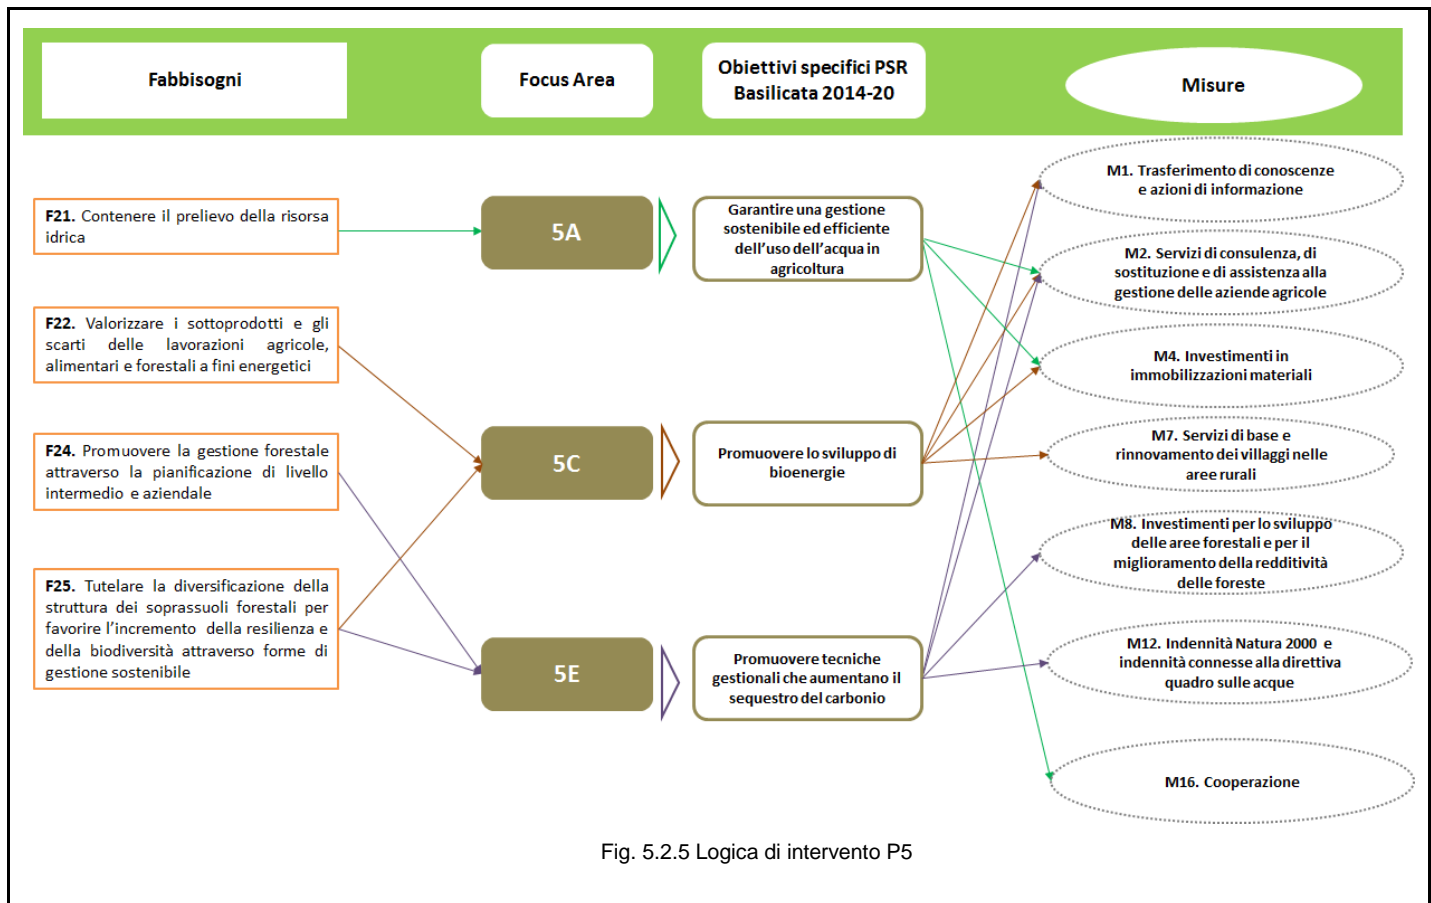 Fabbisogni
Focus Area
Obiettivi specifici PSR
Basilicata 2014-20
Misure
F21. Contenere il prelievo della risorsa
idrica
F22. Valorizzare i sottoprodotti e gli
scarti delle lavorazioni agricole,
alimentari e forestali a fini energetici
F24. Promuovere la gestione forestale
attraverso la pianificazione di livello
intermedio e aziendale
F25. Tutelare la diversificazione della
struttura dei soprassuoli forestali per
favorire l'incremento della resilienza e
della biodiversità attraverso forme di
gestione sostenibile
5A
5C
5E
Garantire una gestione
sostenibile ed efficiente
dell'uso dell'acqua in
agricoltura
Promuovere lo sviluppo di
bioenergie
Promuovere tecniche
gestionali che aumentano il
sequestro del carbonio
M1. Trasferimento di conoscenze
e azioni di informazione
M2. Servizi di consulenza, di
sostituzione e di assistenza alla
gestione delle aziende agricole
M4. Investimenti in
immobilizzazioni materiali
M7. Servizi di base e
rinnovamento dei villaggi nelle
aree rurali
M8. Investimenti per lo sviluppo
delle aree forestali e per il
miglioramento della redditività
delle foreste
M12. Indennità Natura 2000 e
indennità connesse alla direttiva
quadro sulle acque
M16. Cooperazione
Fig. 5.2.5 Logica di intervento P5